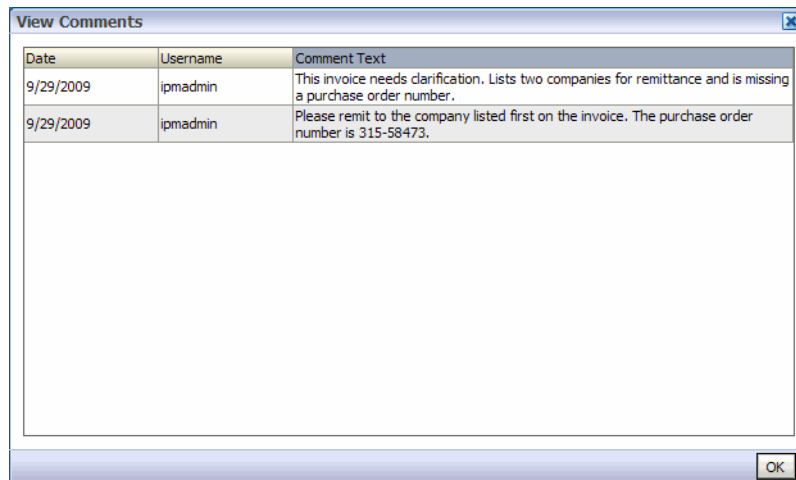 View Comments
Date Username Comment Text
9/29/2009 ipmadmin This invoice needs clarification. Lists two companies for remittance and is missing
a purchase order number.
9/29/2009 ipmadmin Please remit to the company listed first on the invoice. The purchase order
number is 315-58473.
OK